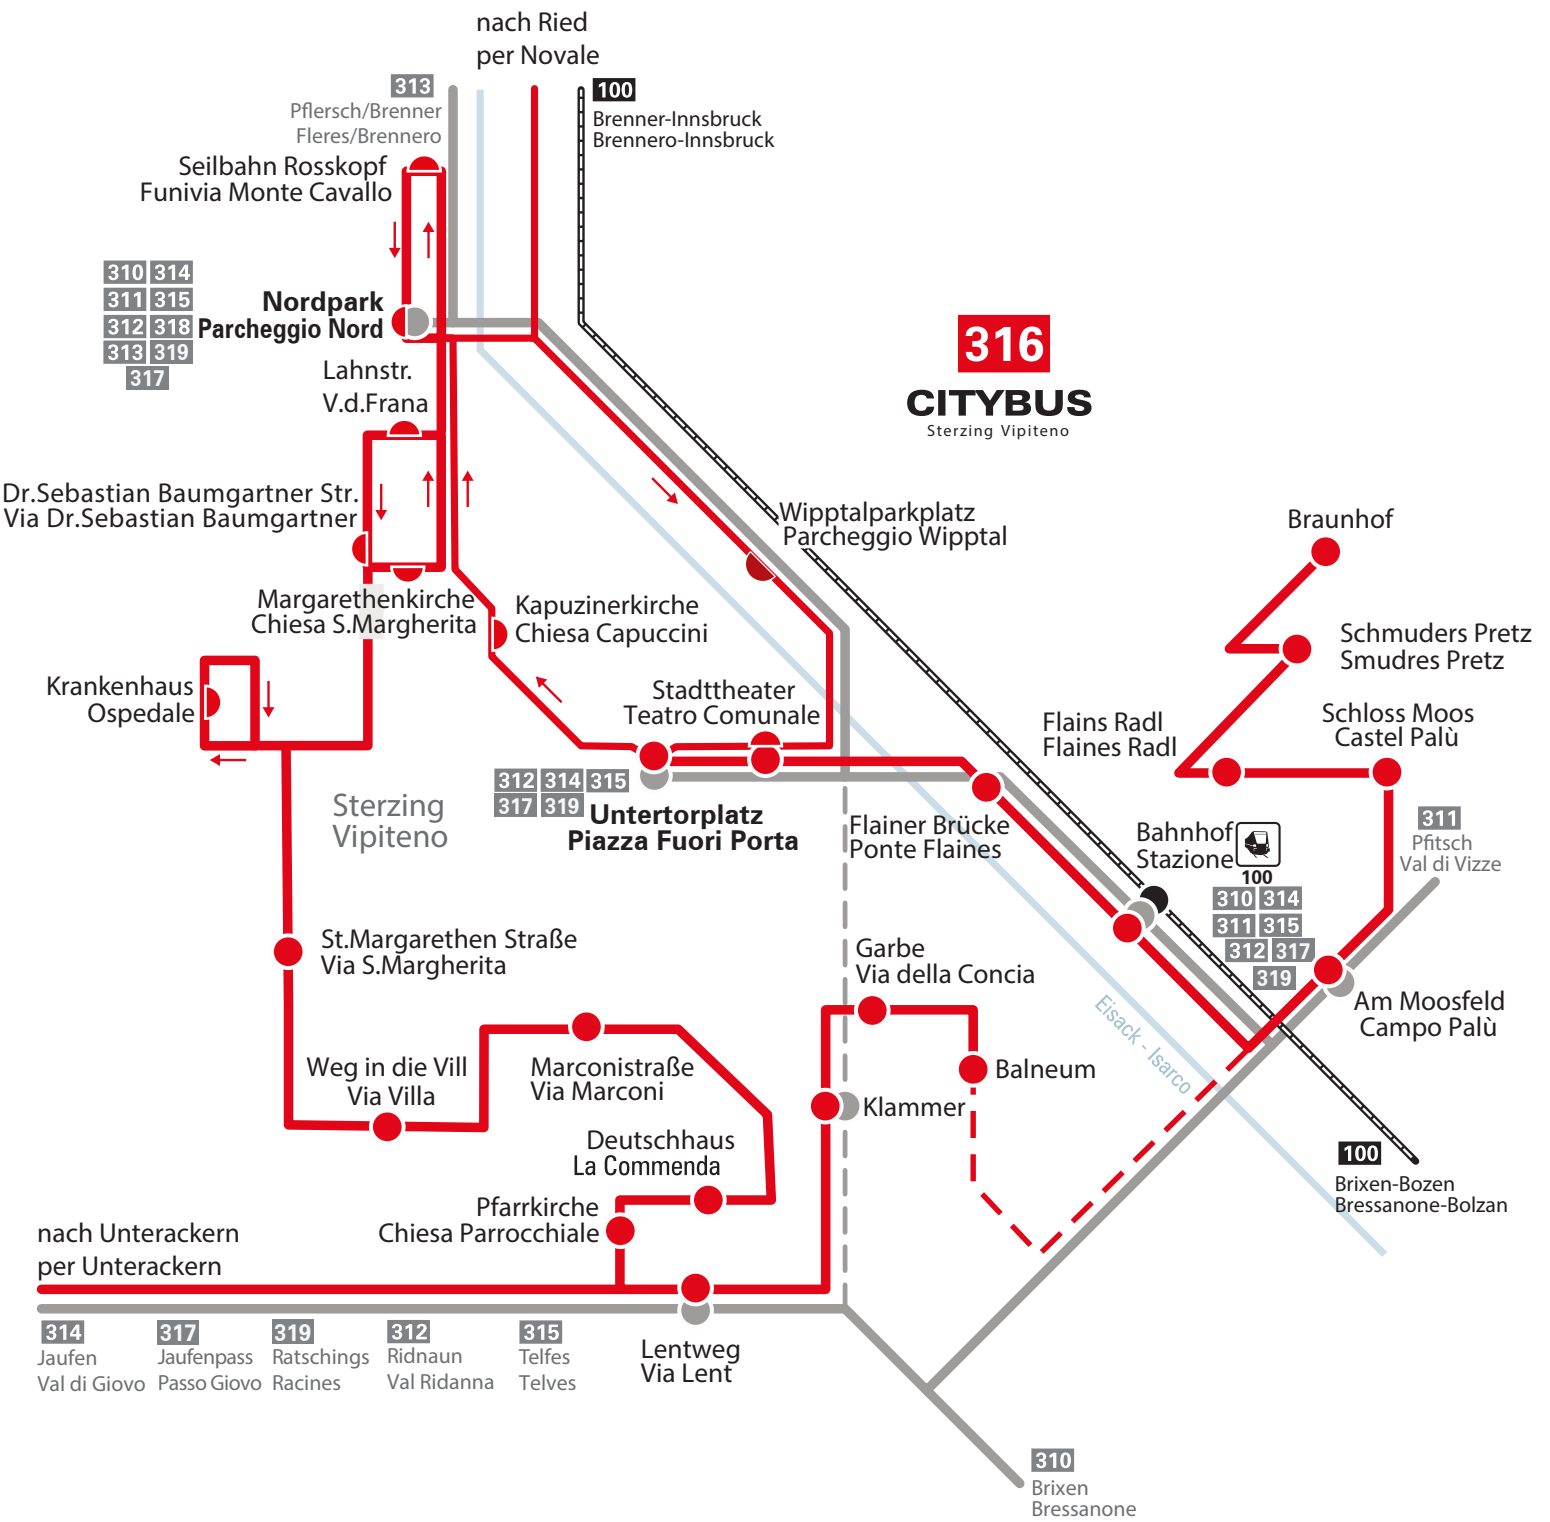 nach Ried
per Novale
313
Pflersch/Brenner
Fleres/Brennero
100
Brenner-Innsbruck
Brennero-Innsbruck
Seilbahn Rosskopf
Funivia Monte Cavallo
310 314
311 315
312 318
313 319
317
Nordpark
Parcheggio Nord
316
CITYBUS
Sterzing Vipiteno
Lahnstr.
V.d.Frana
Dr.Sebastian Baumgartner Str.
Via Dr.Sebastian Baumgartner
Wipptalparkplatz
Parcheggio Wipptal
Braunhof
Margarethenkirche
Chiesa S.Margherita
Kapuzinerkirche
Chiesa Capuccini
Schmuders Pretz
Smudres Pretz
Krankenhaus
Ospedale
Stadttheater
Teatro Comunale
Flains Radl
Flaines Radl
Schloss Moos
Castel Palù
312 314 315
317 319
Untertorplatz
Piazza Fuori Porta
Sterzing
Vipiteno
Flainer Brücke
Ponte Flaines
Bahnhof
Stazione
100
310 314
311 315
312 317
319
311
Pfitsch
Val di Vizze
St.Margarethen Straße
Via S.Margherita
Garbe
Via della Concia
Eisack - Isarco
Am Moosfeld
Campo Palù
Weg in die Vill
Via Villa
Marconistraße
Via Marconi
Balneum
Klammer
Deutschhaus
La Commenda
100
Brixen-Bozen
Bressanone-Bolzan
Pfarrkirche
Chiesa Parrocchiale
nach Unterackern
per Unterackern
314
Jaufen
Val di Giovo
317
Jaufenpass
Passo Giovo
319
Ratschings
Racines
312
Ridnaun
Val Ridanna
315
Telfes
Telves
Lentweg
Via Lent
310
Brixen
Bressanone